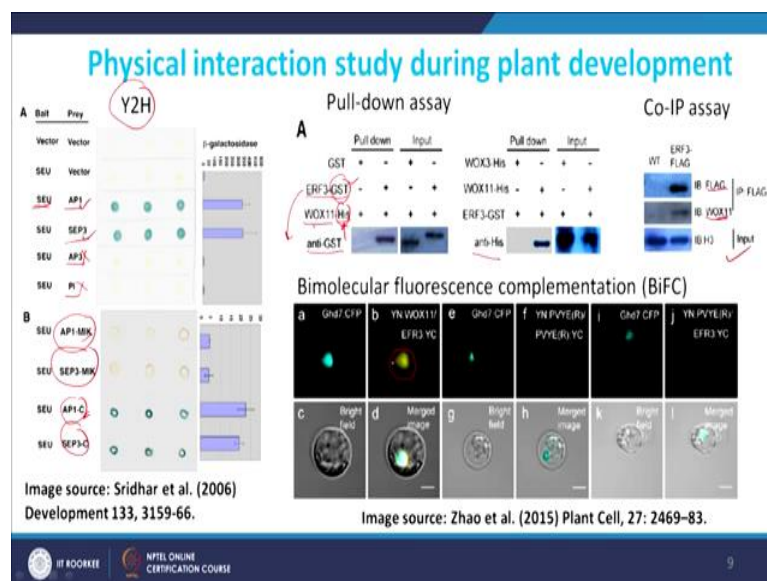 Physical interaction study during plant development
Y2H
A Bait Prey
β-galactosidase
Vector Vector
SEU Vector
SEU AP1
SEU SEP3
SEU AP3
SEU PI
B
SEU AP1-MIK
SEU SEP3-MIK
SEU AP1-C
SEU SEP3-C
Image source: Sridhar et al. (2006)
Development 133, 3159-66.
Pull-down assay
A
Pull down Input
GST + - + -
ERF3-GST - + - +
WOX11-His + + + +
anti-GST
Pull down Input
WOX3-His + - + -
WOX11-His - + - +
ERF3-GST + + + +
anti-His
Co-IP assay
WT ERF3-FLAG
IB FLAG
IB WOX11
IP FLAG
IB H3 Input
Bimolecular fluorescence complementation (BiFC)
a Ghd7 CFP
b YN WOX11/
EFR3 YC
e Ghd7 CFP
f YN PVYE(R)/
PVYE(R) YC
i Ghd7 CFP
j YN PVYE(R)/
EFR3 YC
c Bright field
d Merged image
g Bright field
h Merged image
k Bright field
l Merged image
Image source: Zhao et al. (2015) Plant Cell, 27: 2469–83.
IIT ROORKEE
NPTEL ONLINE
CERTIFICATION COURSE
9